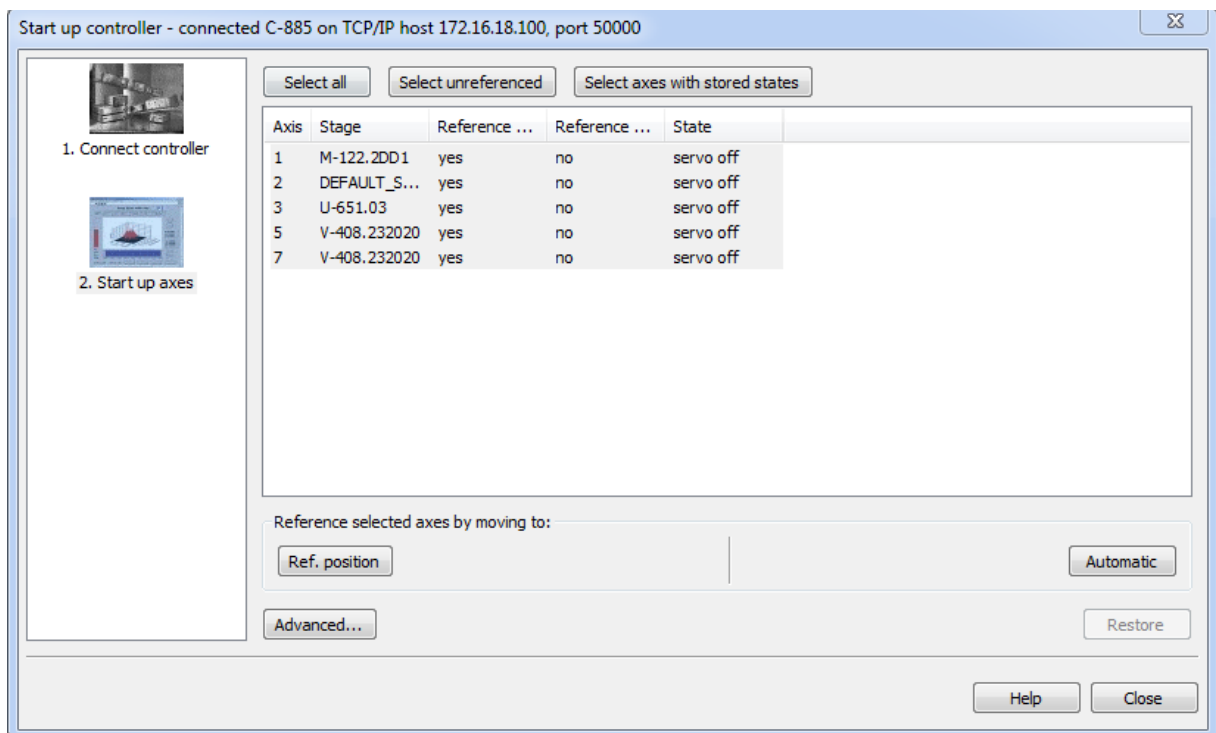 Start up controller - connected C-885 on TCP/IP host 172.16.18.100, port 50000
1. Connect controller
2. Start up axes
Select all Select unreferenced Select axes with stored states
Axis Stage Reference ... Reference ... State
1 M-122.2DD1 yes no servo off
2 DEFAULT_S... yes no servo off
3 U-651.03 yes no servo off
5 V-408.232020 yes no servo off
7 V-408.232020 yes no servo off
Reference selected axes by moving to:
Ref. position Automatic
Advanced... Restore
Help Close